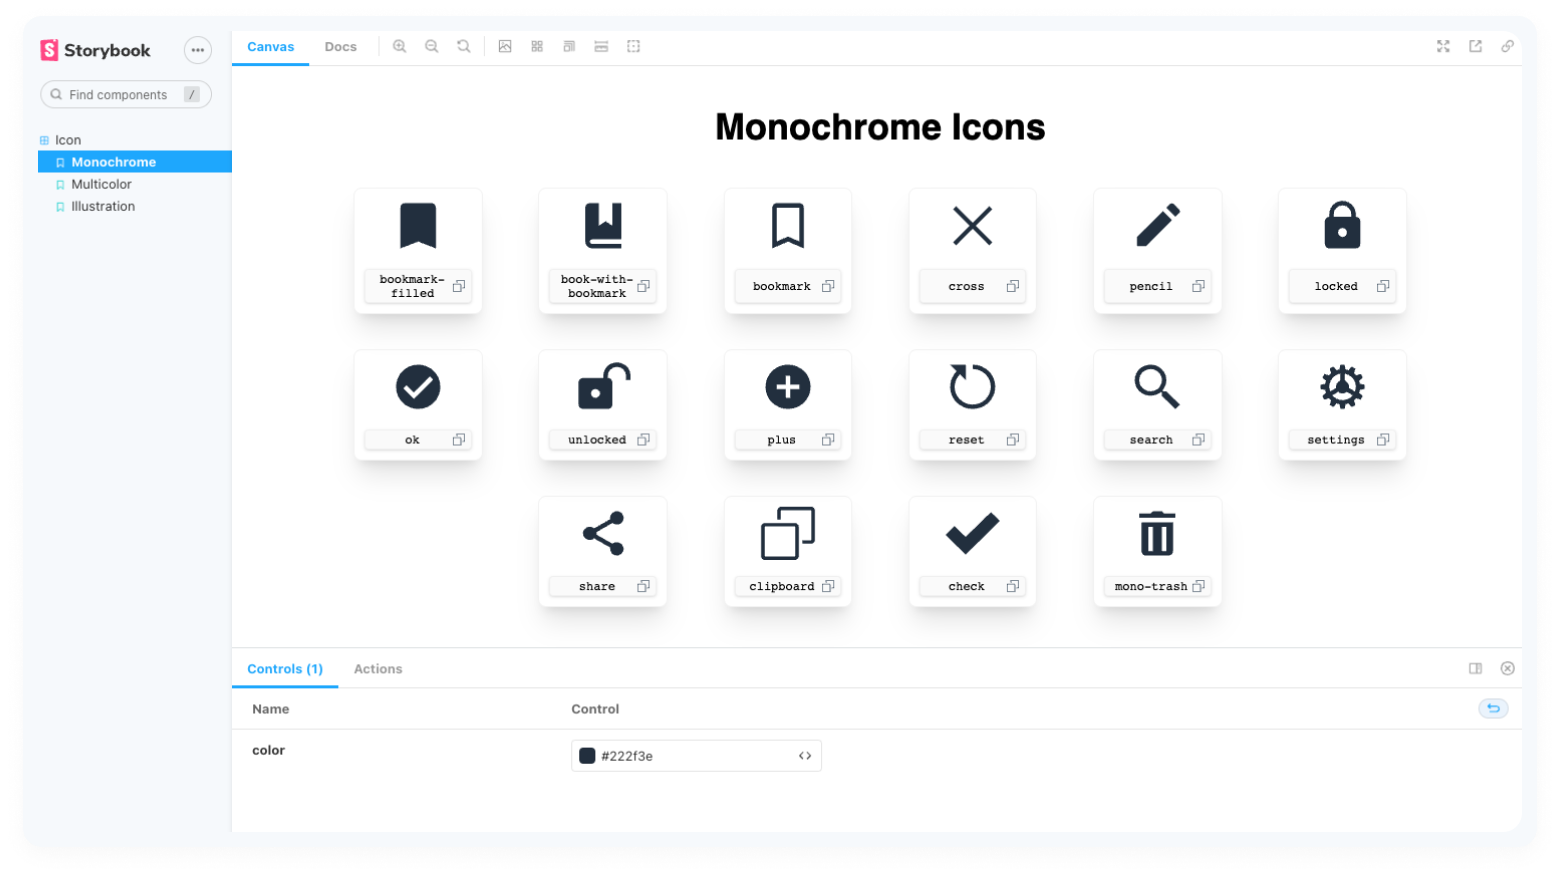 Storybook
Find components
/
Icon
Monochrome
Multicolor
Illustration
Canvas
Docs
Monochrome Icons
bookmark-
filled
book-with-
bookmark
bookmark
cross
pencil
locked
ok
unlocked
plus
reset
search
settings
share
clipboard
check
mono-trash
Controls (1)
Actions
Name
Control
color
#222f3e